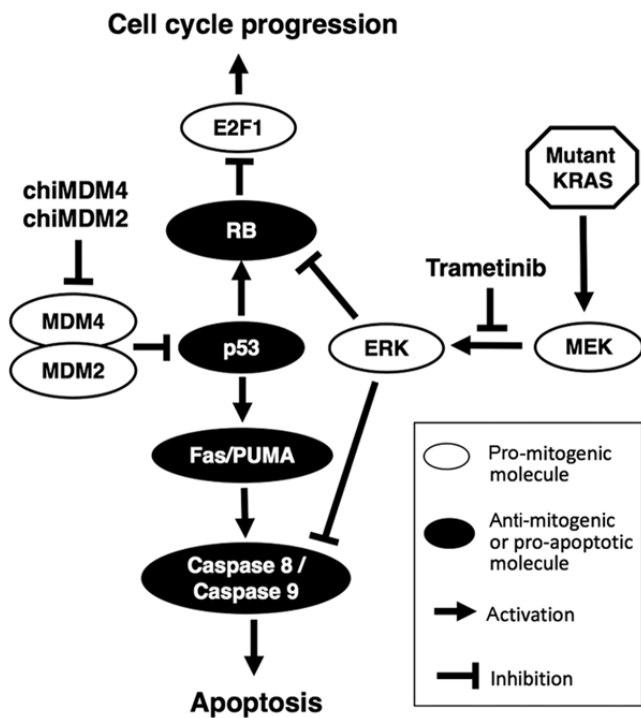 Cell cycle progression
E2F1
Mutant
KRAS
chiMDM4
chiMDM2
RB
Trametinib
MDM4
MDM2
p53
ERK
MEK
Fas/PUMA
Caspase 8 /
Caspase 9
Apoptosis
Pro-mitogenic
molecule
Anti-mitogenic
or pro-apoptotic
molecule
Activation
Inhibition